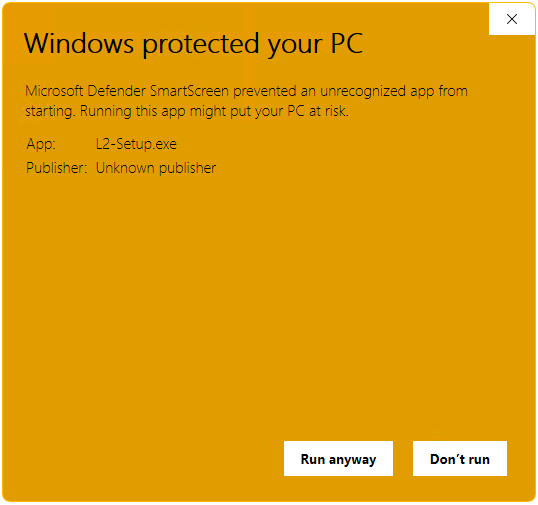 Windows protected your PC
Microsoft Defender SmartScreen prevented an unrecognized app from
starting. Running this app might put your PC at risk.
App: L2-Setup.exe
Publisher: Unknown publisher
Run anyway Don’t run